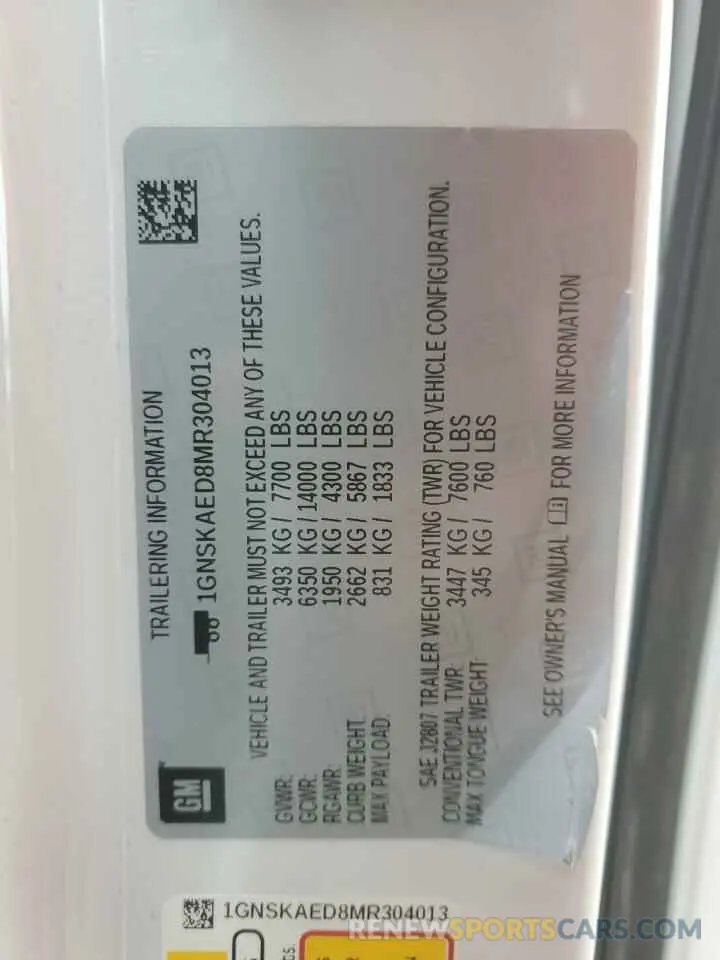 GM
TRAILERING INFORMATION
1GNSKAED8MR304013
VEHICLE AND TRAILER MUST NOT EXCEED ANY OF THESE VALUES.
GVWR: 3493 KG / 7700 LBS
GCWR: 6350 KG / 14000 LBS
RGAWR: 1950 KG / 4300 LBS
CURB WEIGHT: 2662 KG / 5867 LBS
MAX PAYLOAD: 831 KG / 1833 LBS
SAE J2807 TRAILER WEIGHT RATING (TWR) FOR VEHICLE CONFIGURATION.
CONVENTIONAL TWR: 3447 KG / 7600 LBS
MAX TONGUE WEIGHT: 345 KG / 760 LBS
SEE OWNER'S MANUAL FOR MORE INFORMATION
1GNSKAED8MR304013
RENEWSPORTSCARS.COM